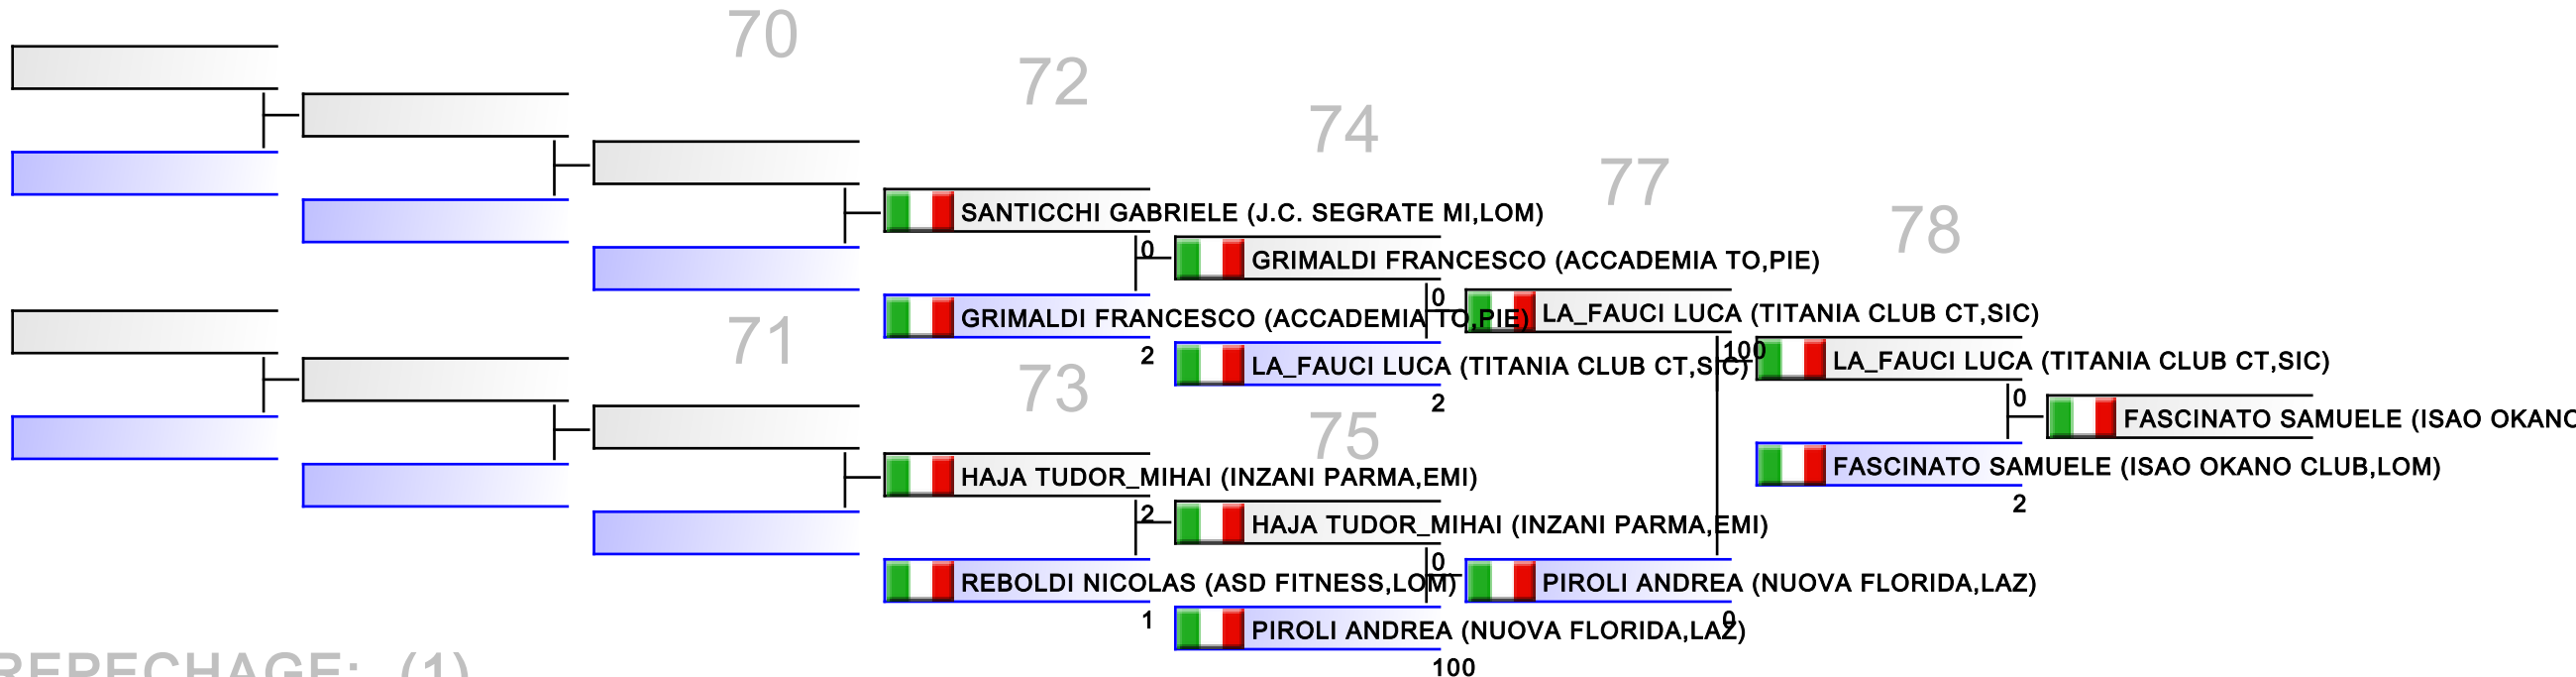 70
72
74
77
SANTICCHI GABRIELE (J.C. SEGRATE MI,LOM)
78
0
GRIMALDI FRANCESCO (ACCADEMIA TO,PIE)
0
GRIMALDI FRANCESCO (ACCADEMIA TO,PIE)
LA_FAUCI LUCA (TITANIA CLUB CT,SIC)
71
2
100
LA_FAUCI LUCA (TITANIA CLUB CT,SIC)
LA_FAUCI LUCA (TITANIA CLUB CT,SIC)
73
2
0
FASCINATO SAMUELE (ISAO OKANO
75
FASCINATO SAMUELE (ISAO OKANO CLUB,LOM)
HAJA TUDOR_MIHAI (INZANI PARMA,EMI)
2
2
HAJA TUDOR_MIHAI (INZANI PARMA,EMI)
0
REBOLDI NICOLAS (ASD FITNESS,LOM)
PIROLI ANDREA (NUOVA FLORIDA,LAZ)
1
0
PIROLI ANDREA (NUOVA FLORIDA,LAZ)
100
REPECHAGE: (1)